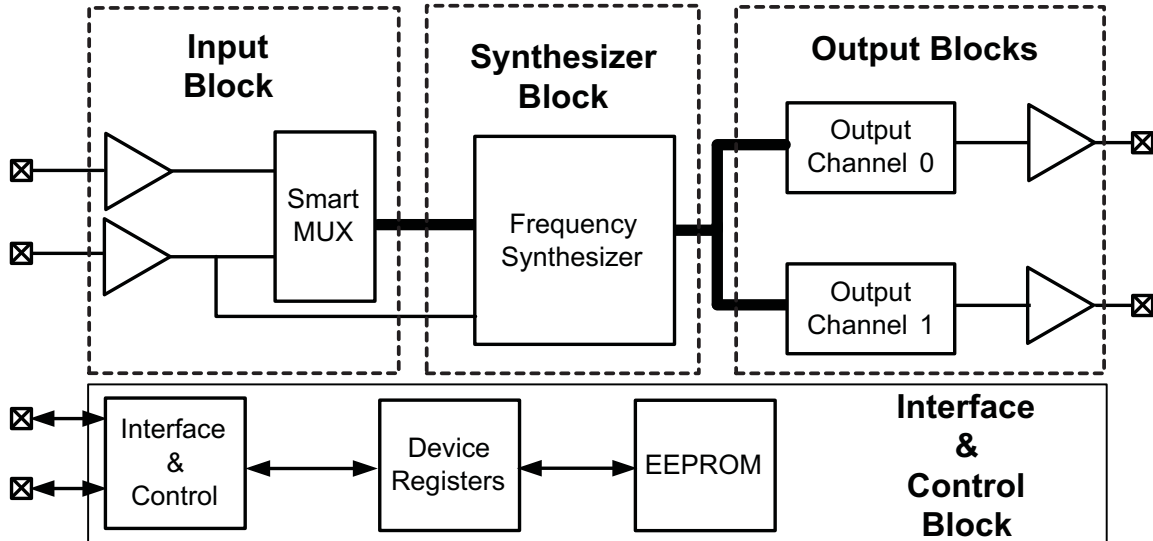 Input
Block
Synthesizer
Block
Output Blocks
Smart
MUX
Frequency
Synthesizer
Output
Channel 0
Output
Channel 1
Interface
&
Control
Device
Registers
EEPROM
Interface
&
Control
Block